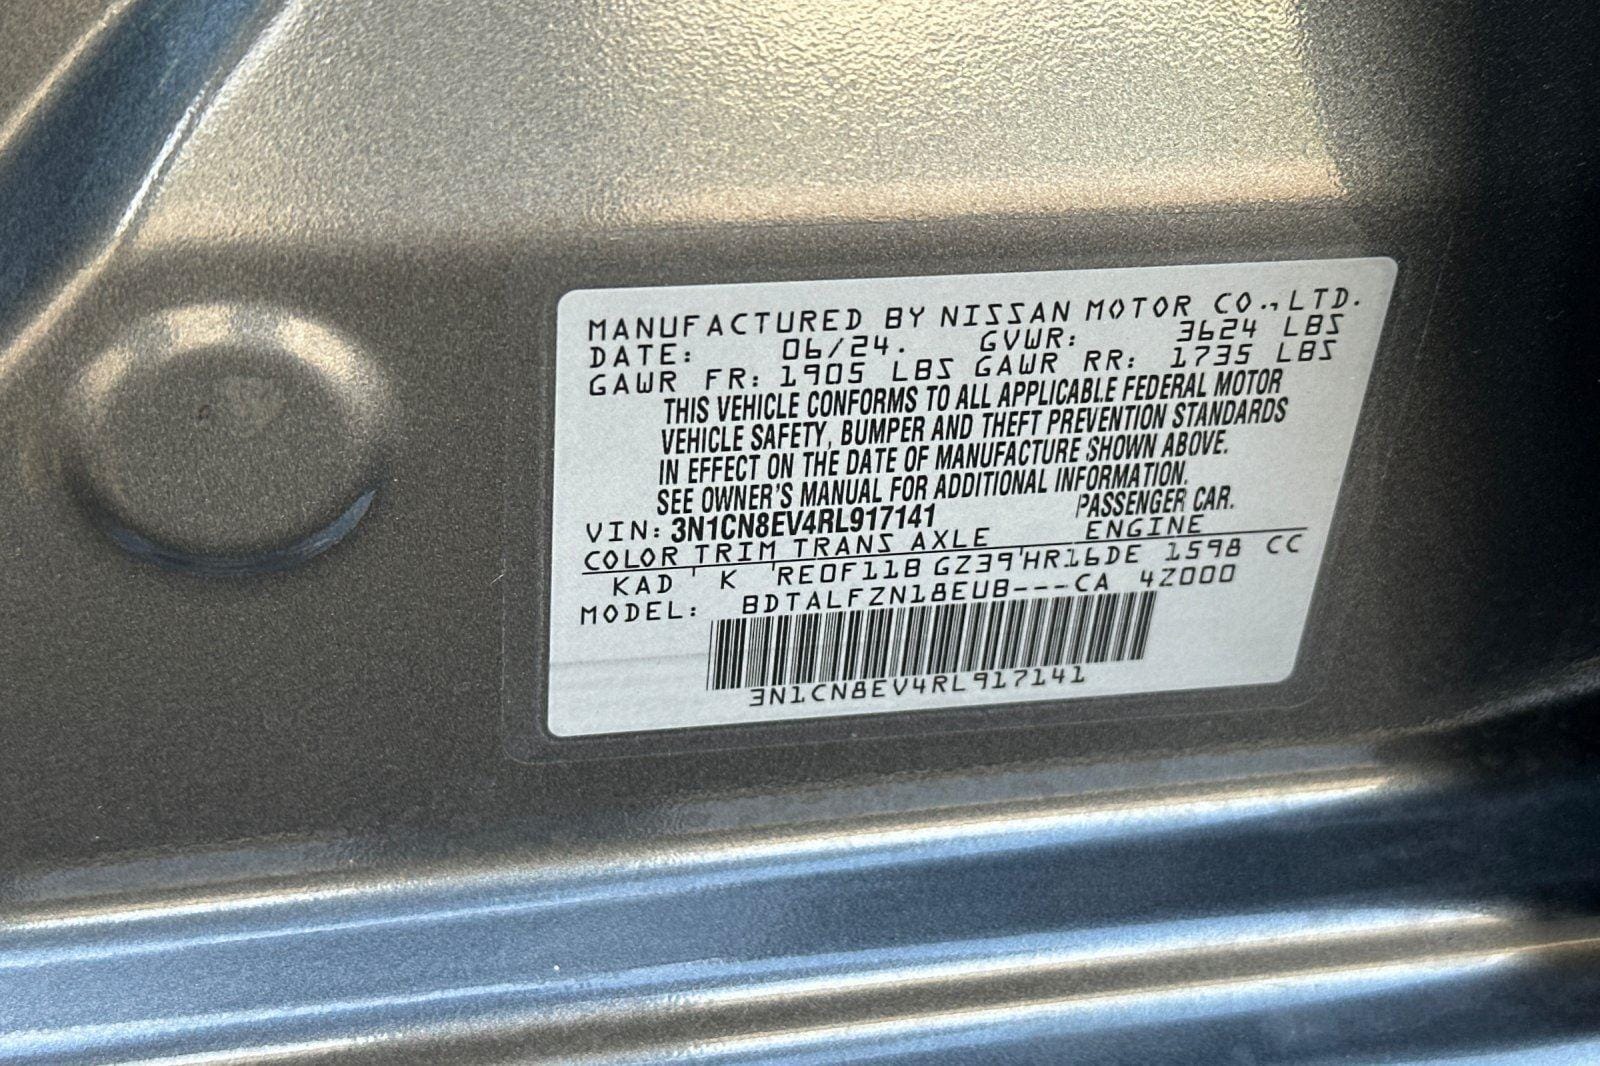 MANUFACTURED BY NISSAN MOTOR CO., LTD.
DATE: 06/24. GVWR: 3624 LBS
GAWR FR: 1905 LBS GAWR RR: 1735 LBS
THIS VEHICLE CONFORMS TO ALL APPLICABLE FEDERAL MOTOR
VEHICLE SAFETY, BUMPER AND THEFT PREVENTION STANDARDS
IN EFFECT ON THE DATE OF MANUFACTURE SHOWN ABOVE.
SEE OWNER'S MANUAL FOR ADDITIONAL INFORMATION.
VIN: 3N1CN8EV4RL917141 PASSENGER CAR.
COLOR TRIM TRANS AXLE ENGINE
KAD ' K 'RE0F11B GZ39'HR16DE 1598 CC
MODEL: BDTALFZN18EUB---CA 4Z000
3N1CN8EV4RL917141